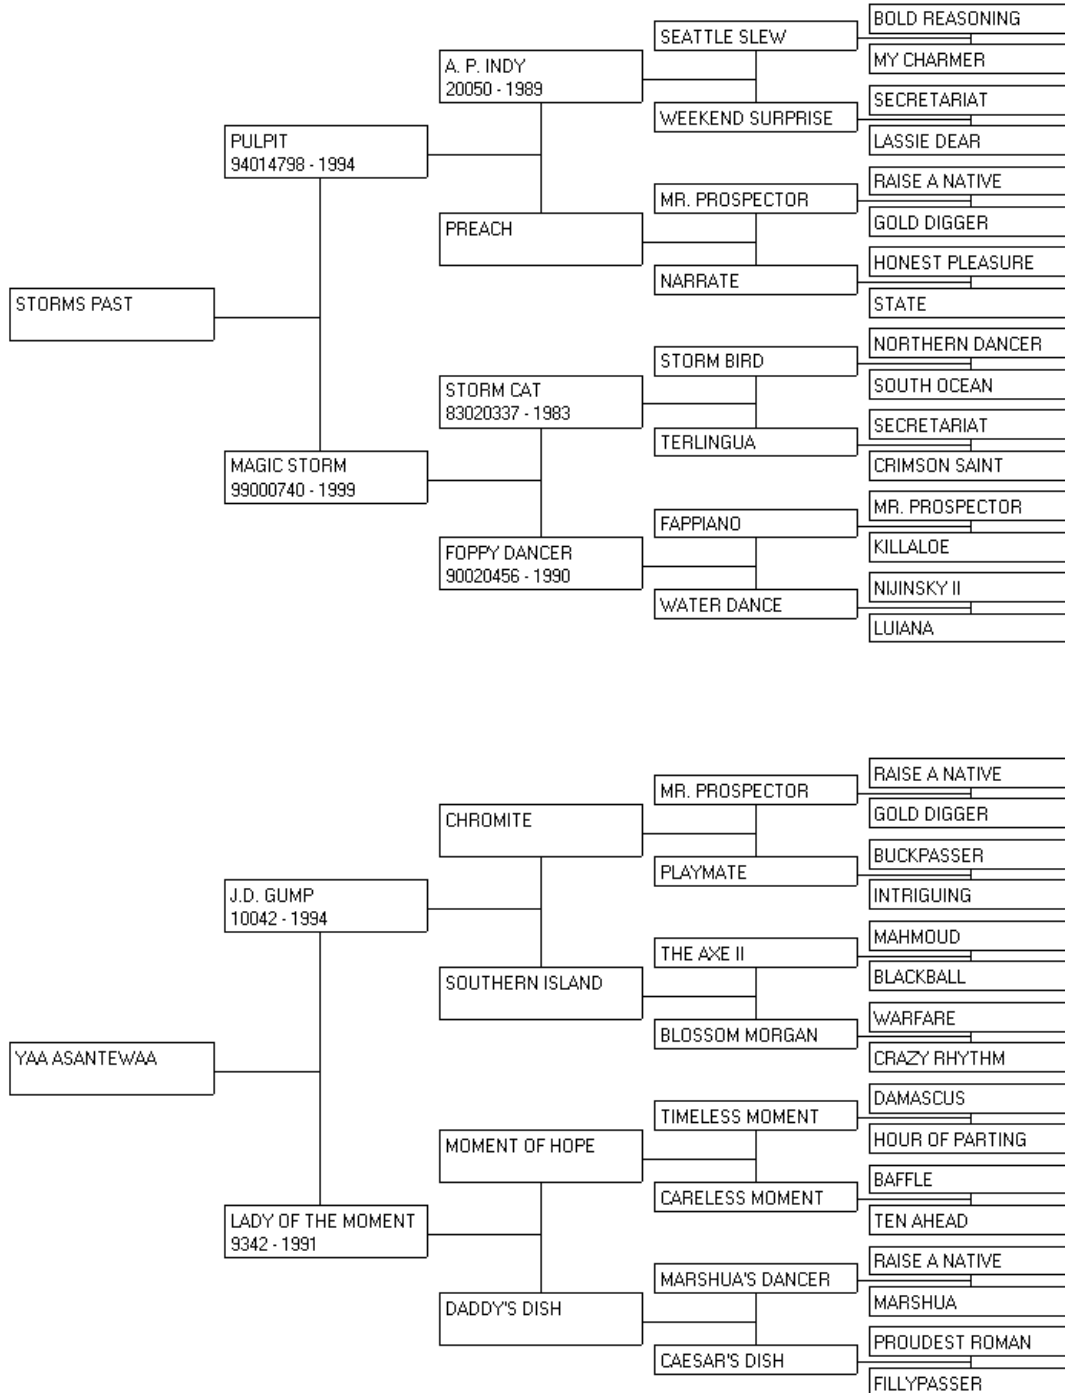 BOLD REASONING
SEATTLE SLEW
MY CHARMER
A. P. INDY
20050 - 1989
SECRETARIAT
WEEKEND SURPRISE
LASSIE DEAR
PULPIT
94014798 - 1994
RAISE A NATIVE
MR. PROSPECTOR
GOLD DIGGER
PREACH
HONEST PLEASURE
NARRATE
STATE
STORMS PAST
NORTHERN DANCER
STORM BIRD
SOUTH OCEAN
STORM CAT
83020337 - 1983
SECRETARIAT
TERLINGUA
CRIMSON SAINT
MAGIC STORM
99000740 - 1999
MR. PROSPECTOR
FAPPIANO
KILLALOE
FOPPY DANCER
90020456 - 1990
NIJINSKY II
WATER DANCE
LUIANA
RAISE A NATIVE
MR. PROSPECTOR
GOLD DIGGER
CHROMITE
BUCKPASSER
PLAYMATE
INTRIGUING
J.D. GUMP
10042 - 1994
MAHMOUD
THE AXE II
BLACKBALL
SOUTHERN ISLAND
WARFARE
BLOSSOM MORGAN
CRAZY RHYTHM
YAA ASANTEWAA
DAMASCUS
TIMELESS MOMENT
HOUR OF PARTING
MOMENT OF HOPE
BAFFLE
CARELESS MOMENT
TEN AHEAD
LADY OF THE MOMENT
9342 - 1991
RAISE A NATIVE
MARSHUA'S DANCER
MARSHUA
DADDY'S DISH
PROUDEST ROMAN
CAESAR'S DISH
FILLYPASSER